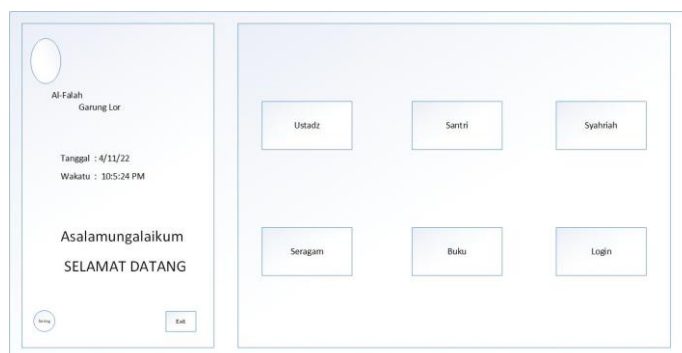 Al-Falah
Garung Lor
Tanggal : 4/11/22
Wakatu : 10:5:24 PM
Asalamungalaikum
SELAMAT DATANG
Exit
Ustadz
Santri
Syahriah
Seragam
Buku
Login